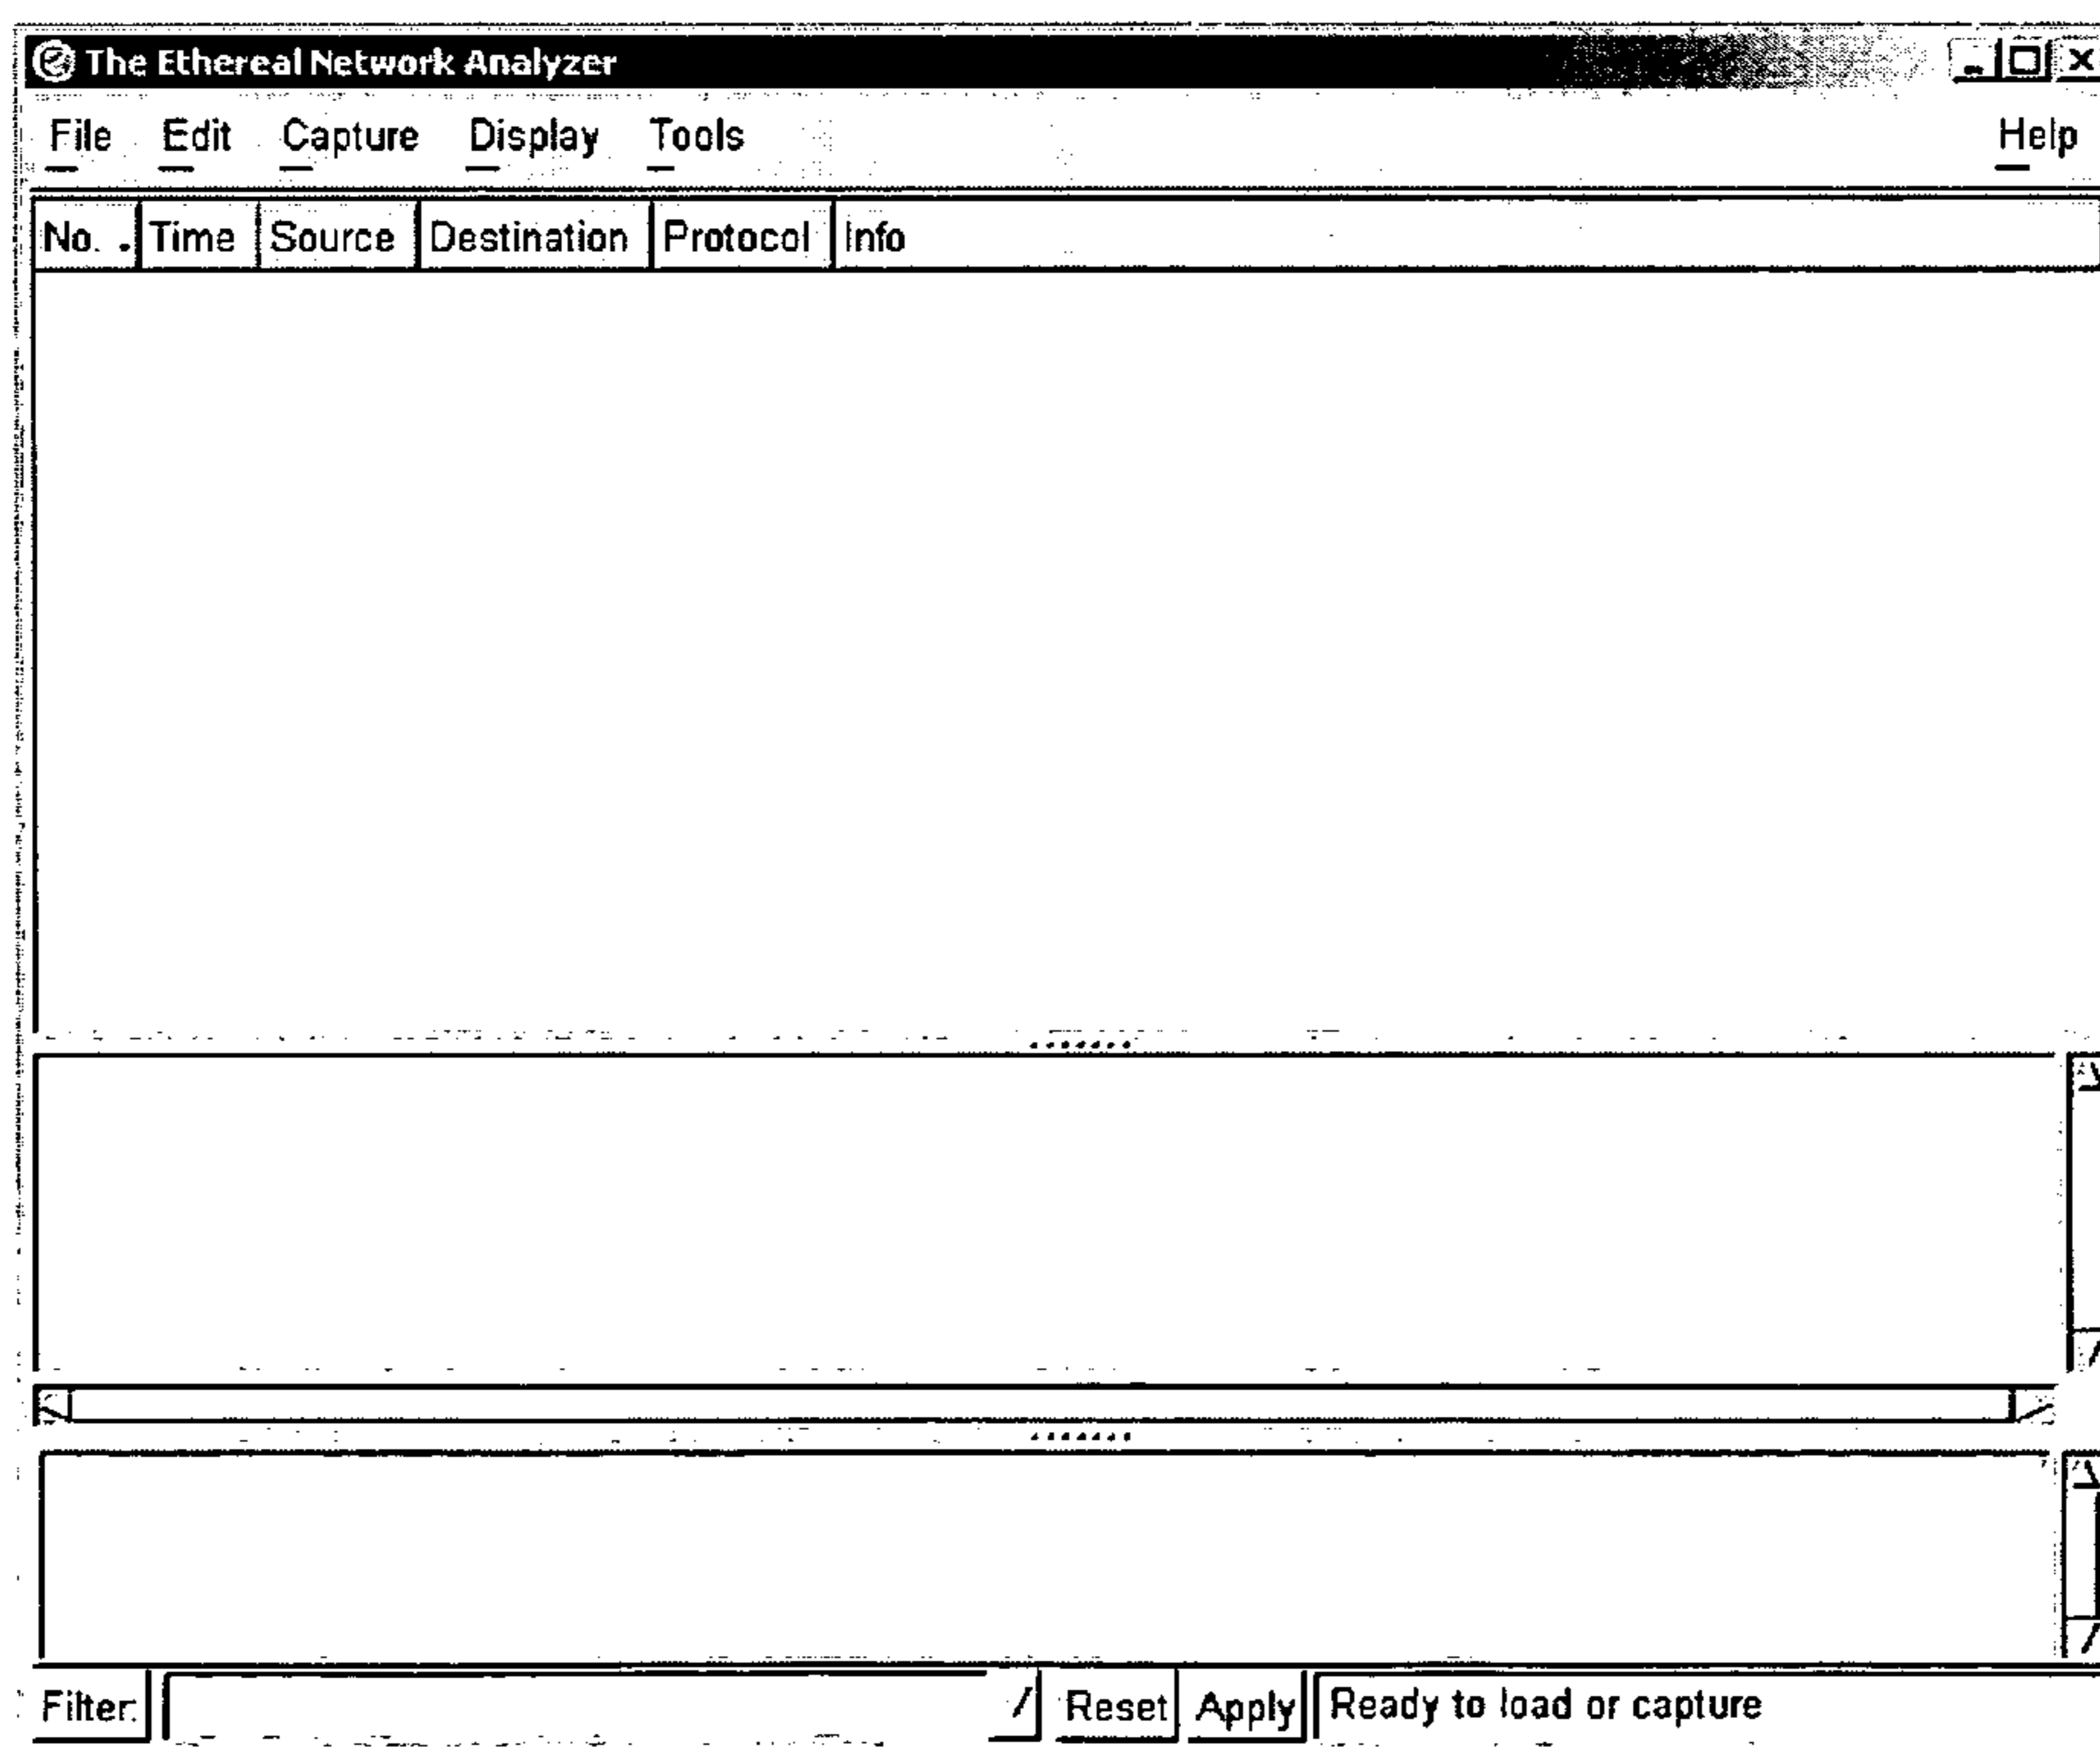 The Ethereal Network Analyzer
File Edit Capture Display Tools Help
No. Time Source Destination Protocol Info
Filter: Reset Apply Ready to load or capture